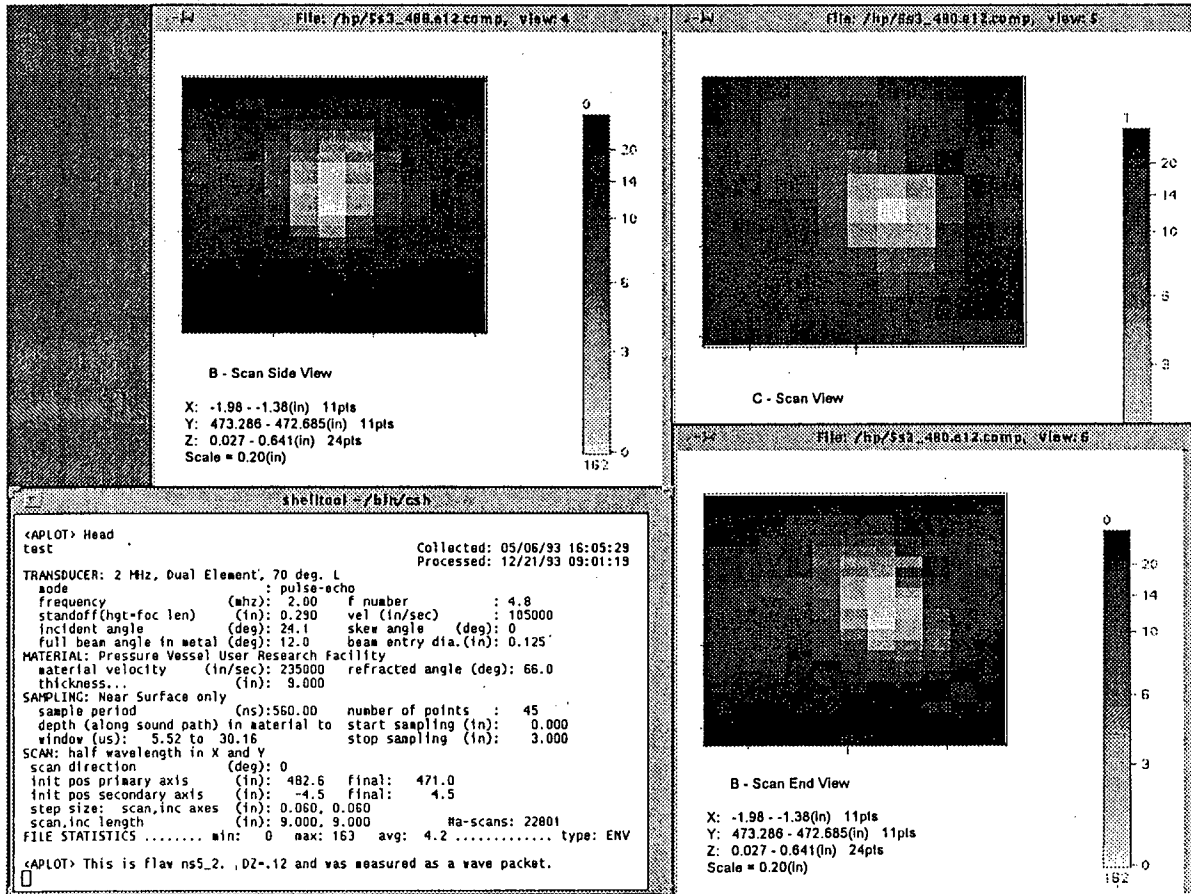 File: /hp/5s3_480.e12.comp, view: 4
0
20
14
10
6
3
0
162
B - Scan Side View
X: -1.98 - -1.38(in) 11pts
Y: 473.286 - 472.685(in) 11pts
Z: 0.027 - 0.641(in) 24pts
Scale = 0.20(in)
File: /hp/5s3_480.e12.comp, view: 5
1
20
14
10
6
3
C - Scan View
File: /hp/5s3_480.e12.comp, view: 6
0
20
14
10
6
3
0
162
B - Scan End View
X: -1.98 - -1.38(in) 11pts
Y: 473.286 - 472.685(in) 11pts
Z: 0.027 - 0.641(in) 24pts
Scale = 0.20(in)
shelltool - /bin/csh
<APLOT> Head
test Collected: 05/06/93 16:05:29
Processed: 12/21/93 09:01:19
TRANSDUCER: 2 MHz, Dual Element, 70 deg. L
mode : pulse-echo
frequency (mhz): 2.00 f number : 4.8
standoff(hgt=foc len) (in): 0.290 vel (in/sec) : 105000
incident angle (deg): 24.1 skew angle (deg): 0
full beam angle in metal (deg): 12.0 beam entry dia.(in): 0.125
MATERIAL: Pressure Vessel User Research Facility
material velocity (in/sec): 235000 refracted angle (deg): 66.0
thickness... (in): 9.000
SAMPLING: Near Surface only
sample period (ns):560.00 number of points : 45
depth (along sound path) in material to start sampling (in): 0.000
window (us): 5.52 to 30.16 stop sampling (in): 3.000
SCAN: half wavelength in X and Y
scan direction (deg): 0
init pos primary axis (in): 482.6 final: 471.0
init pos secondary axis (in): -4.5 final: 4.5
step size: scan,inc axes (in): 0.060, 0.060
scan,inc length (in): 9.000, 9.000 #a-scans: 22801
FILE STATISTICS ........ min: 0 max: 163 avg: 4.2 ............. type: ENV
<APLOT> This is flaw ns5_2. ,DZ=.12 and was measured as a wave packet.